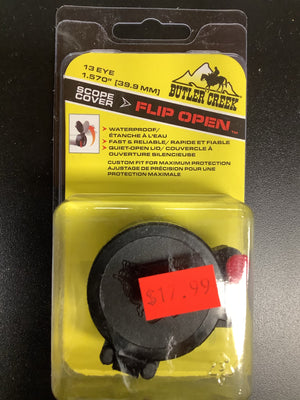 13 EYE
1.570" (39.9 MM)
SCOPE
COVER
FLIP OPEN™
BUTLER CREEK
WATERPROOF/
ÉTANCHE À L'EAU
FAST & RELIABLE/ RAPIDE ET FIABLE
QUIET-OPEN LID/ COUVERCLE À
OUVERTURE SILENCIEUSE
CUSTOM FIT FOR MAXIMUM PROTECTION
AJUSTAGE DE PRÉCISION POUR UNE
PROTECTION MAXIMALE
$17.99